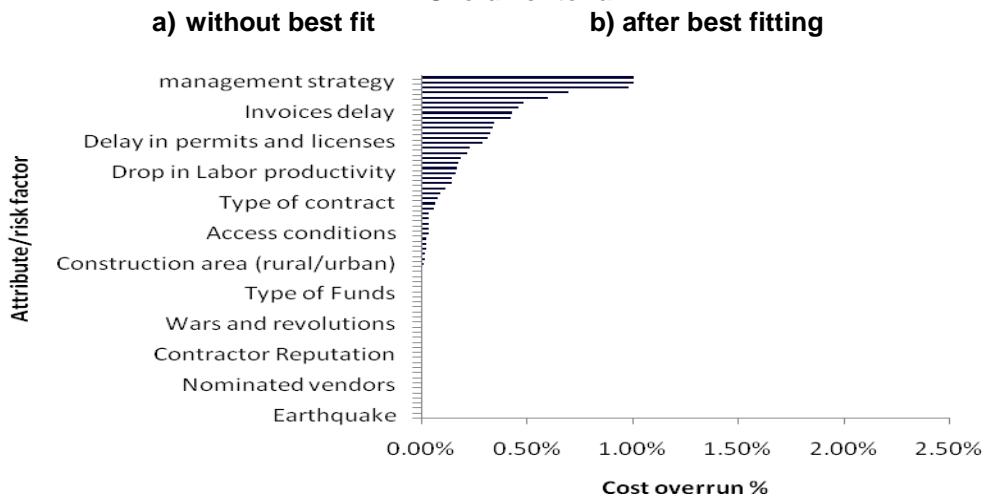 a) without best fit b) after best fitting
management strategy
Invoices delay
Delay in permits and licenses
Drop in Labor productivity
Type of contract
Access conditions
Construction area (rural/urban)
Type of Funds
Wars and revolutions
Contractor Reputation
Nominated vendors
Earthquake
Attribute/risk factor
0.00% 0.50% 1.00% 1.50% 2.00% 2.50%
Cost overrun %